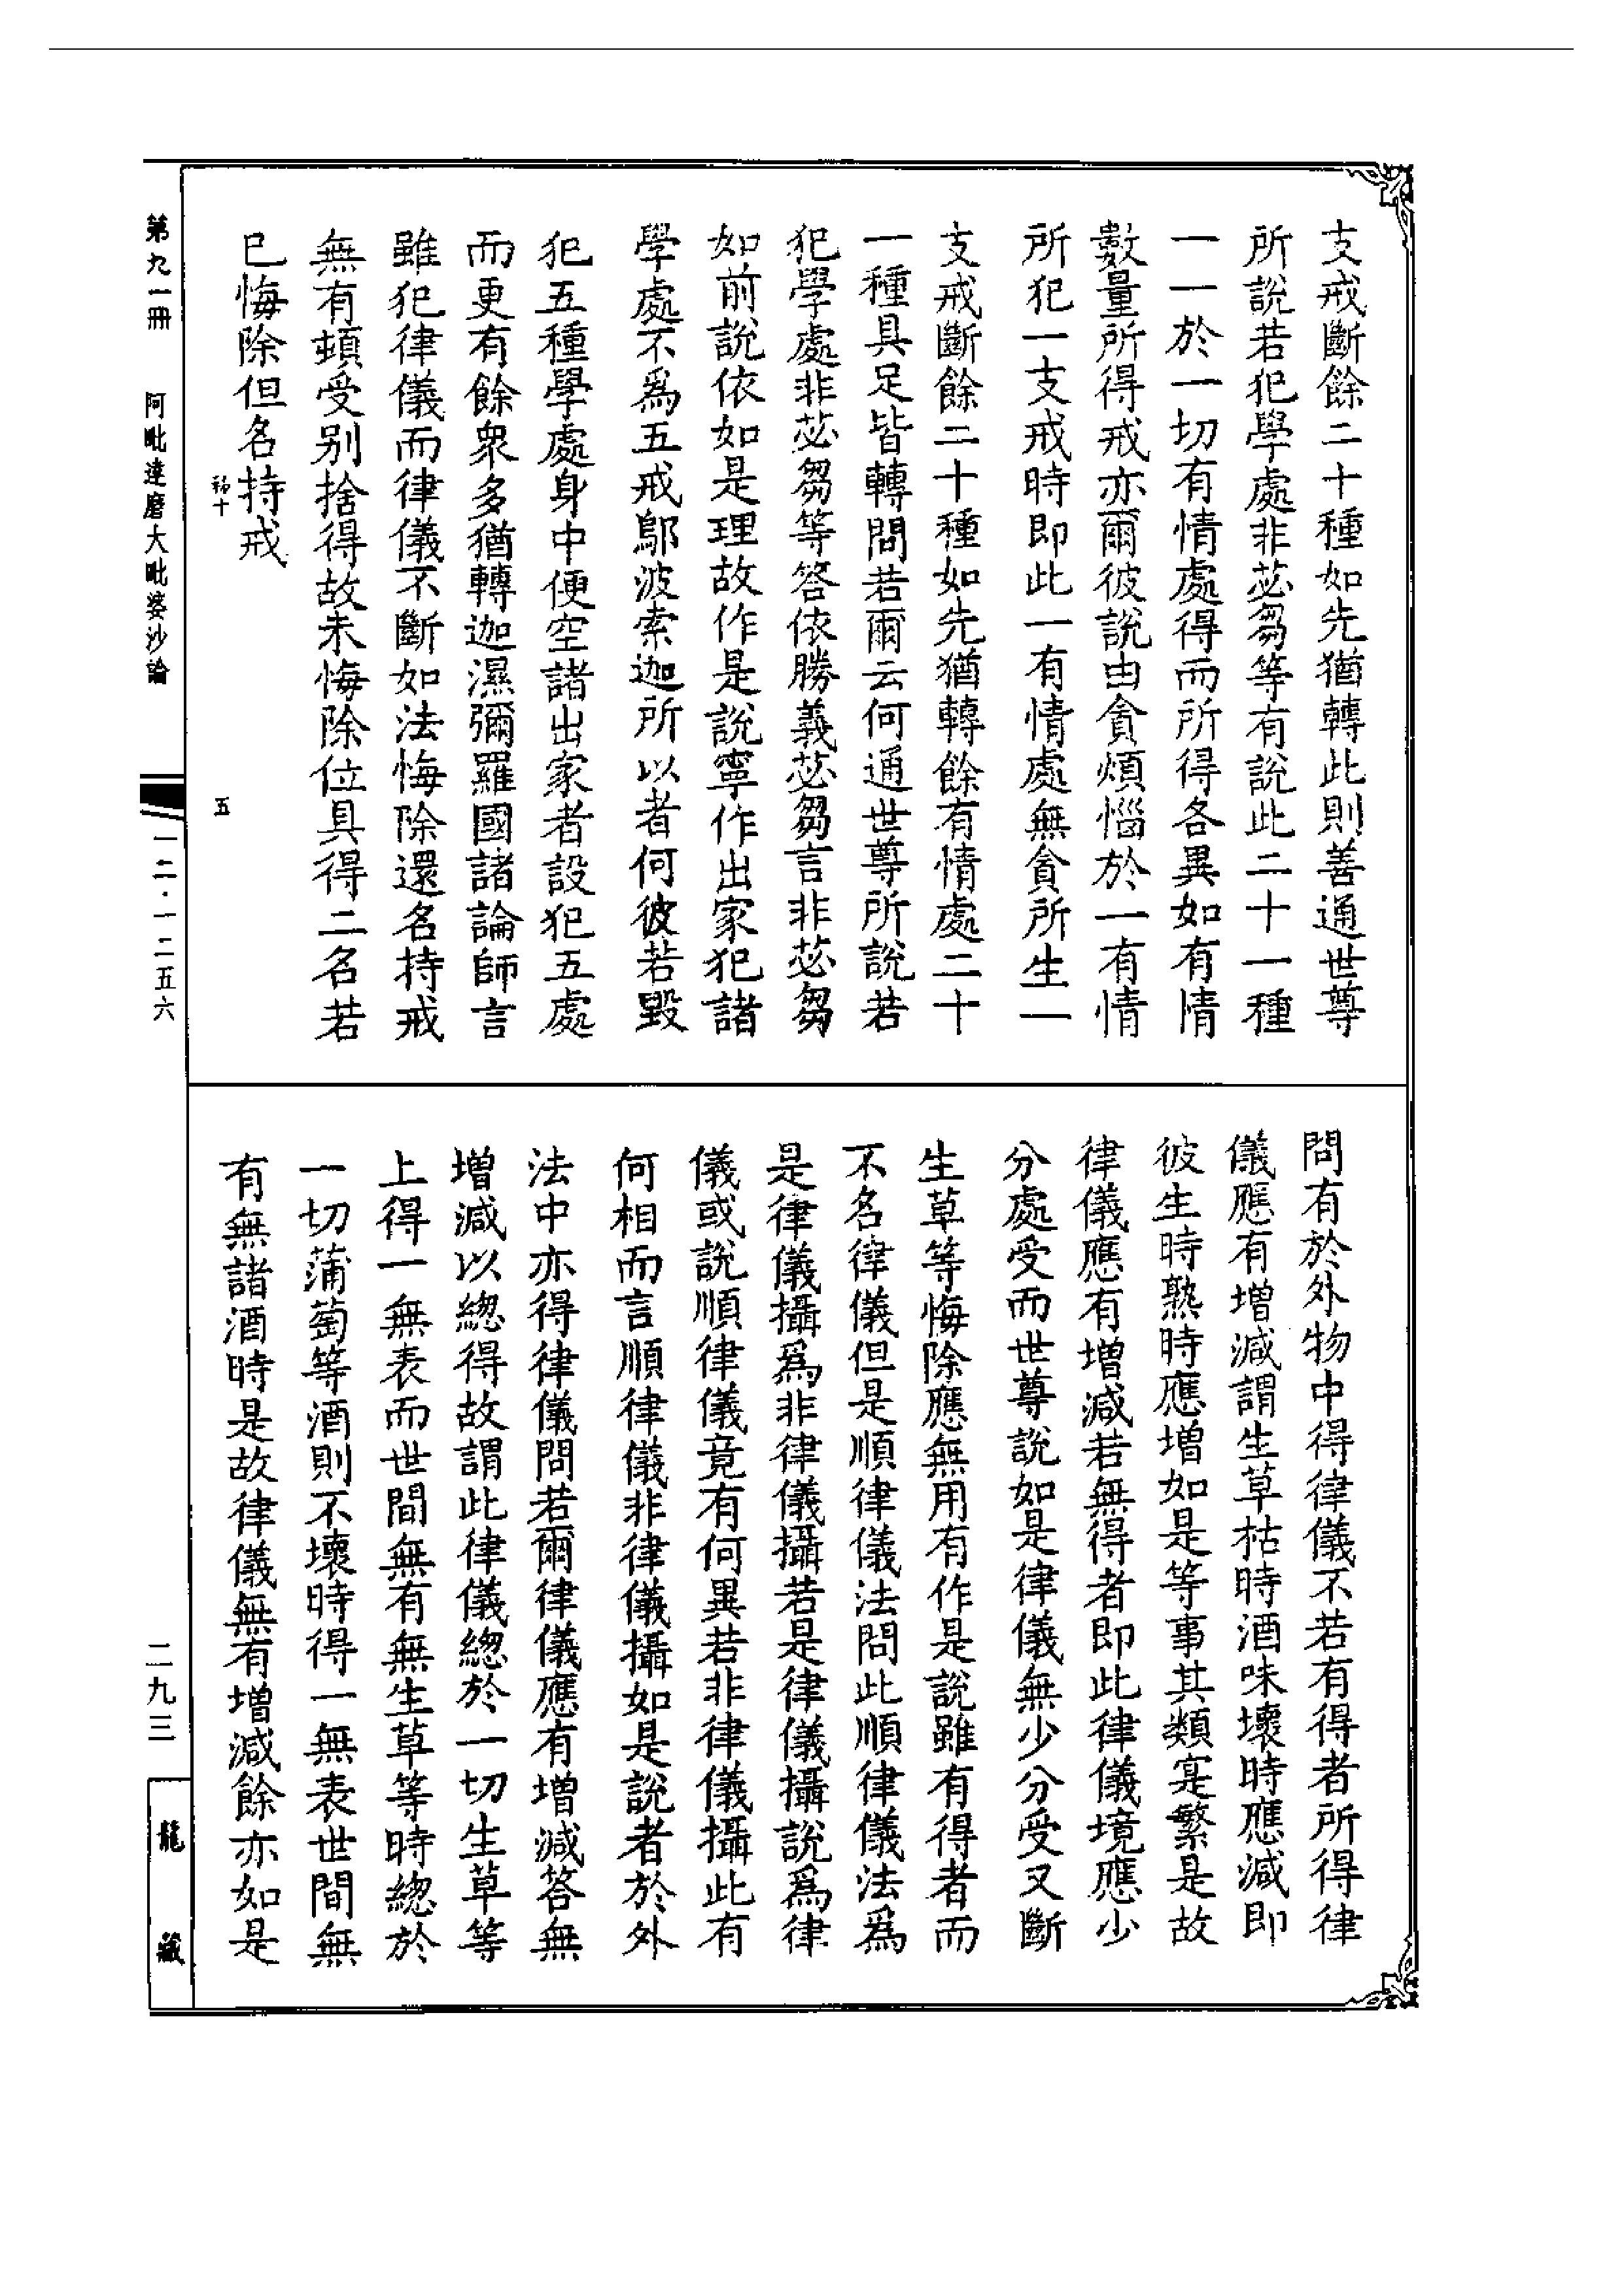 支戒斷餘二十種如先猶轉此則善通世尊
所說若犯學處非苾芻等有說此二十一種
一一於一切有情處得而所得各異如有情
數量所得戒亦爾彼說由貪煩惱於一有情
所犯一支戒時即此一有情處無貪所生一
支戒斷餘二十種如先猶轉餘有情處二十
一種具足皆轉問若爾云何通世尊所說若
犯學處非苾芻等答依勝義苾芻言非苾芻
如前說依如是理故作是說寧作出家犯諸
學處不為五戒鄔波索迦所以者何彼若毀
犯五種學處身中便空諸出家者設犯五處
而更有餘衆多猶轉迦濕彌羅國諸論師言
雖犯律儀而律儀不斷如法悔除還名持戒
無有頓受別捨得故未悔除位具得二名若
已悔除但名持戒
問有於外物中得律儀不若有得者所得律
儀應有增減謂生草枯時酒味壞時應減即
彼生時熟時應增如是等事其類寔繁是故
律儀應有增減若無得者即此律儀境應少
分處受而世尊說如是律儀無少分受又斷
生草等悔除應無用有作是說雖有得者而
不名律儀但是順律儀法問此順律儀法為
是律儀攝為非律儀攝若是律儀攝說為律
儀或說順律儀竟有何異若非律儀攝此有
何相而言順律儀非律儀攝如是說者於外
法中亦得律儀問若爾律儀應有增減答無
增減以緫得故謂此律儀緫於一切生草等
上得一無表而世間無有無生草等時緫於
一切蒲萄等酒則不壞時得一無表世間無
有無諸酒時是故律儀無有增減餘亦如是
第九一冊　阿毗達磨大毗婆沙論
一二·一二五六
二九三
龍藏
五